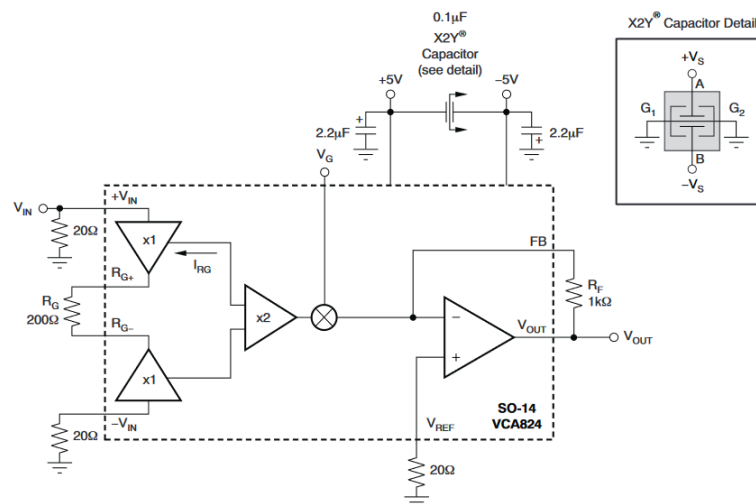 0.1µF
X2Y® Capacitor Detail
X2Y®
Capacitor
(see detail)
+5V
−5V
+VS
A
G1
G2
B
−VS
2.2µF
+
+
2.2µF
VG
VIN
+VIN
20Ω
x1
IRG
FB
RG+
RG
200Ω
RG−
x2
RF
1kΩ
−
VOUT
VOUT
+
x1
−VIN
20Ω
VREF
SO-14
VCA824
20Ω